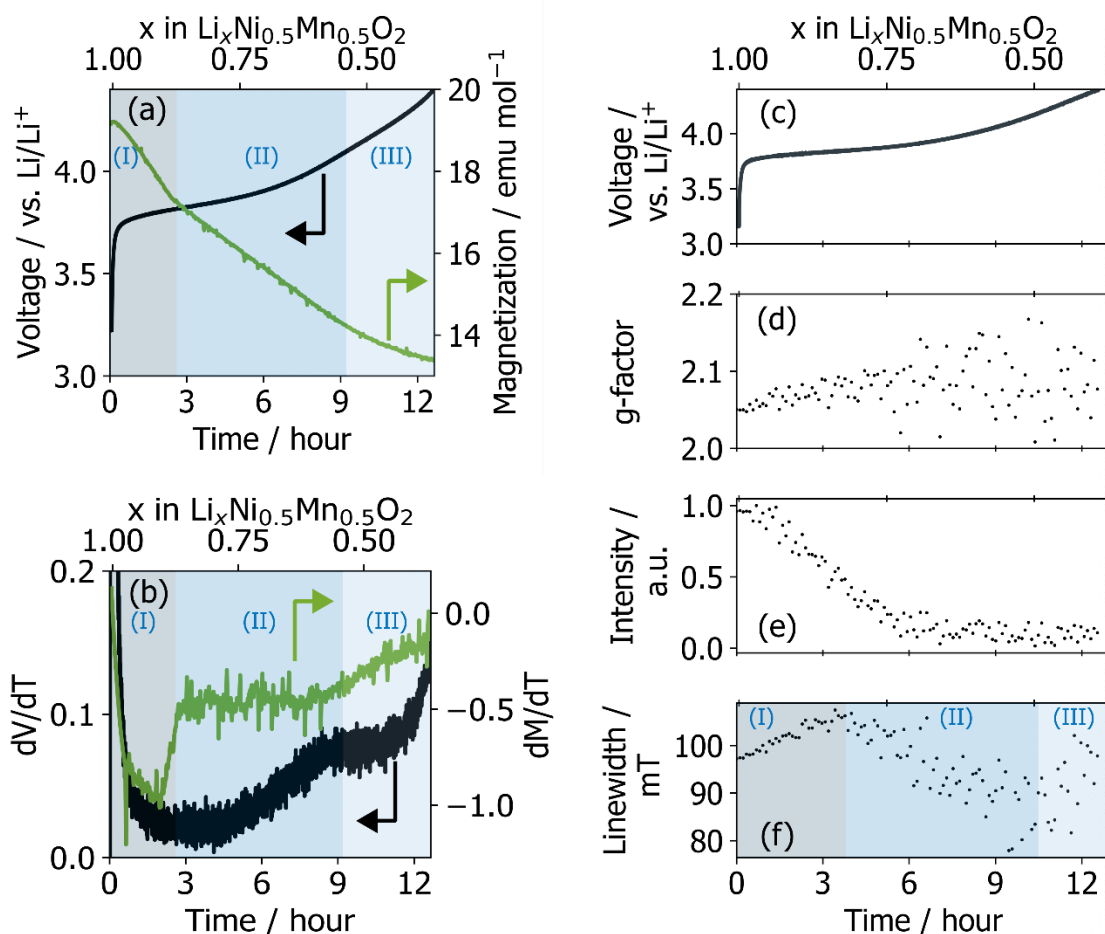 x in LiₓNi₀.₅Mn₀.₅O₂
1.00 0.75 0.50
(a)
(I) (II) (III)
Voltage / vs. Li/Li⁺
4.0
3.5
3.0
Magnetization / emu mol⁻¹
20
18
16
14
0 3 6 9 12
Time / hour
x in LiₓNi₀.₅Mn₀.₅O₂
1.00 0.75 0.50
(b)
(I) (II) (III)
dV/dT
0.2
0.1
0.0
dM/dT
0.0
−0.5
−1.0
0 3 6 9 12
Time / hour
x in LiₓNi₀.₅Mn₀.₅O₂
1.00 0.75 0.50
(c)
Voltage /
vs. Li/Li⁺
4.0
3.5
3.0
(d)
g-factor
2.2
2.1
2.0
(e)
Intensity /
a.u.
1.0
0.5
0.0
(I) (II) (III)
(f)
Linewidth /
mT
100
90
80
0 3 6 9 12
Time / hour